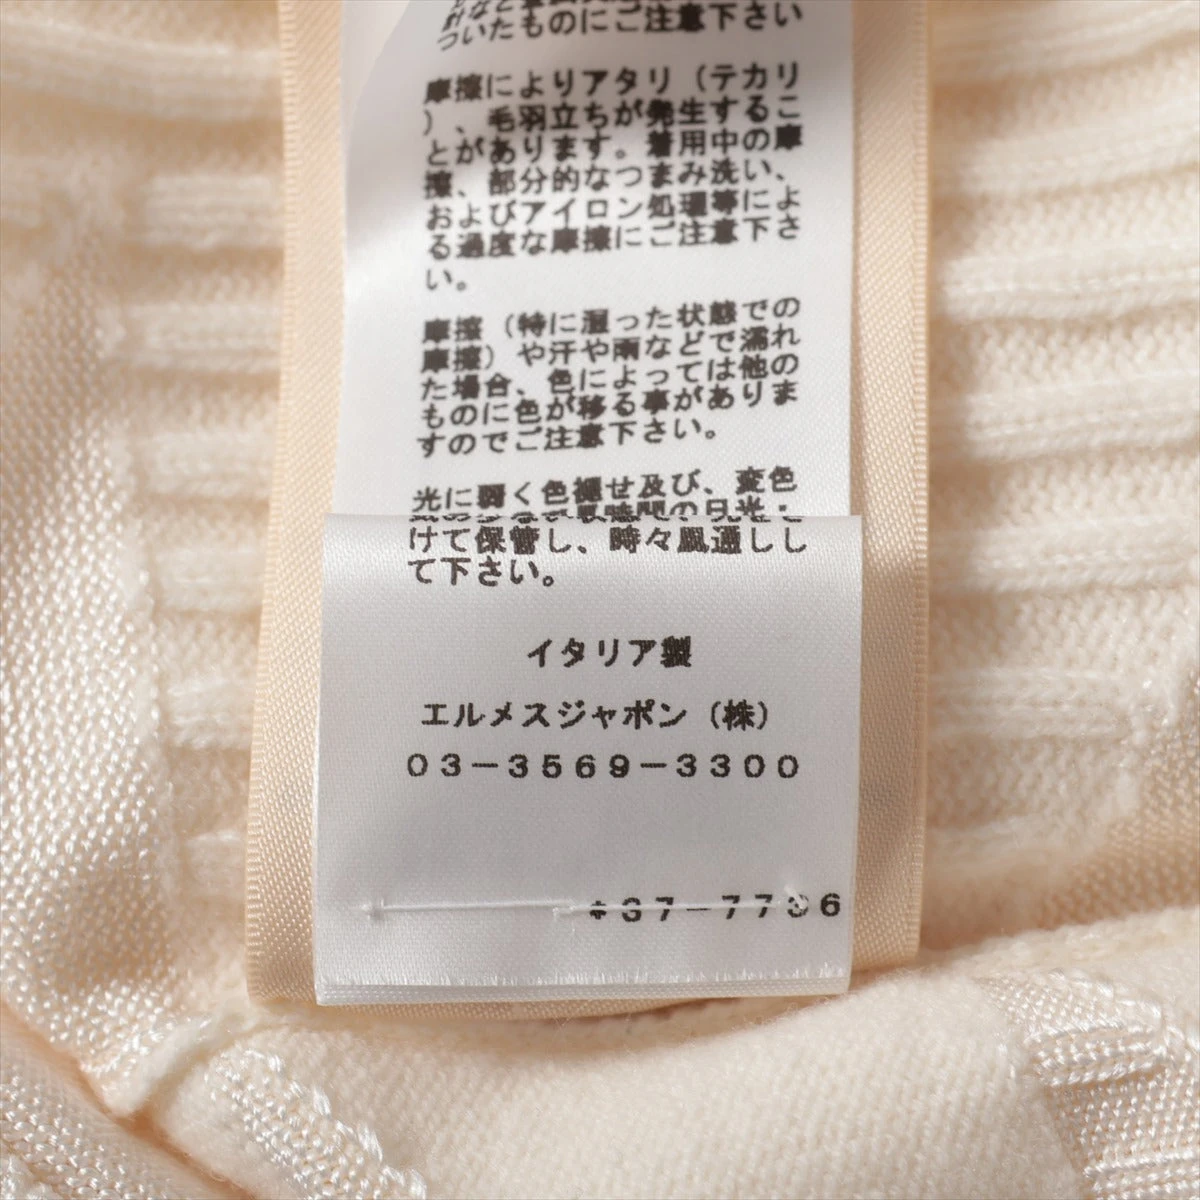 ついたものにご注意下さい
摩擦によりアタリ（テカリ
）、毛羽立ちが発生するこ
とがあります。着用中の摩
擦、部分的なつまみ洗い、
およびアイロン処理等によ
る過度な摩擦にご注意下さ
い。
摩擦（特に湿った状態での
摩擦）や汗や雨などで濡れ
た場合、色によっては他の
ものに色が移る事がありま
すのでご注意下さい。
光に弱く色褪せ及び、変色
けて保管し、時々風通しし
て下さい。
イタリア製
エルメスジャポン（株）
03-3569-3300
*37-7736